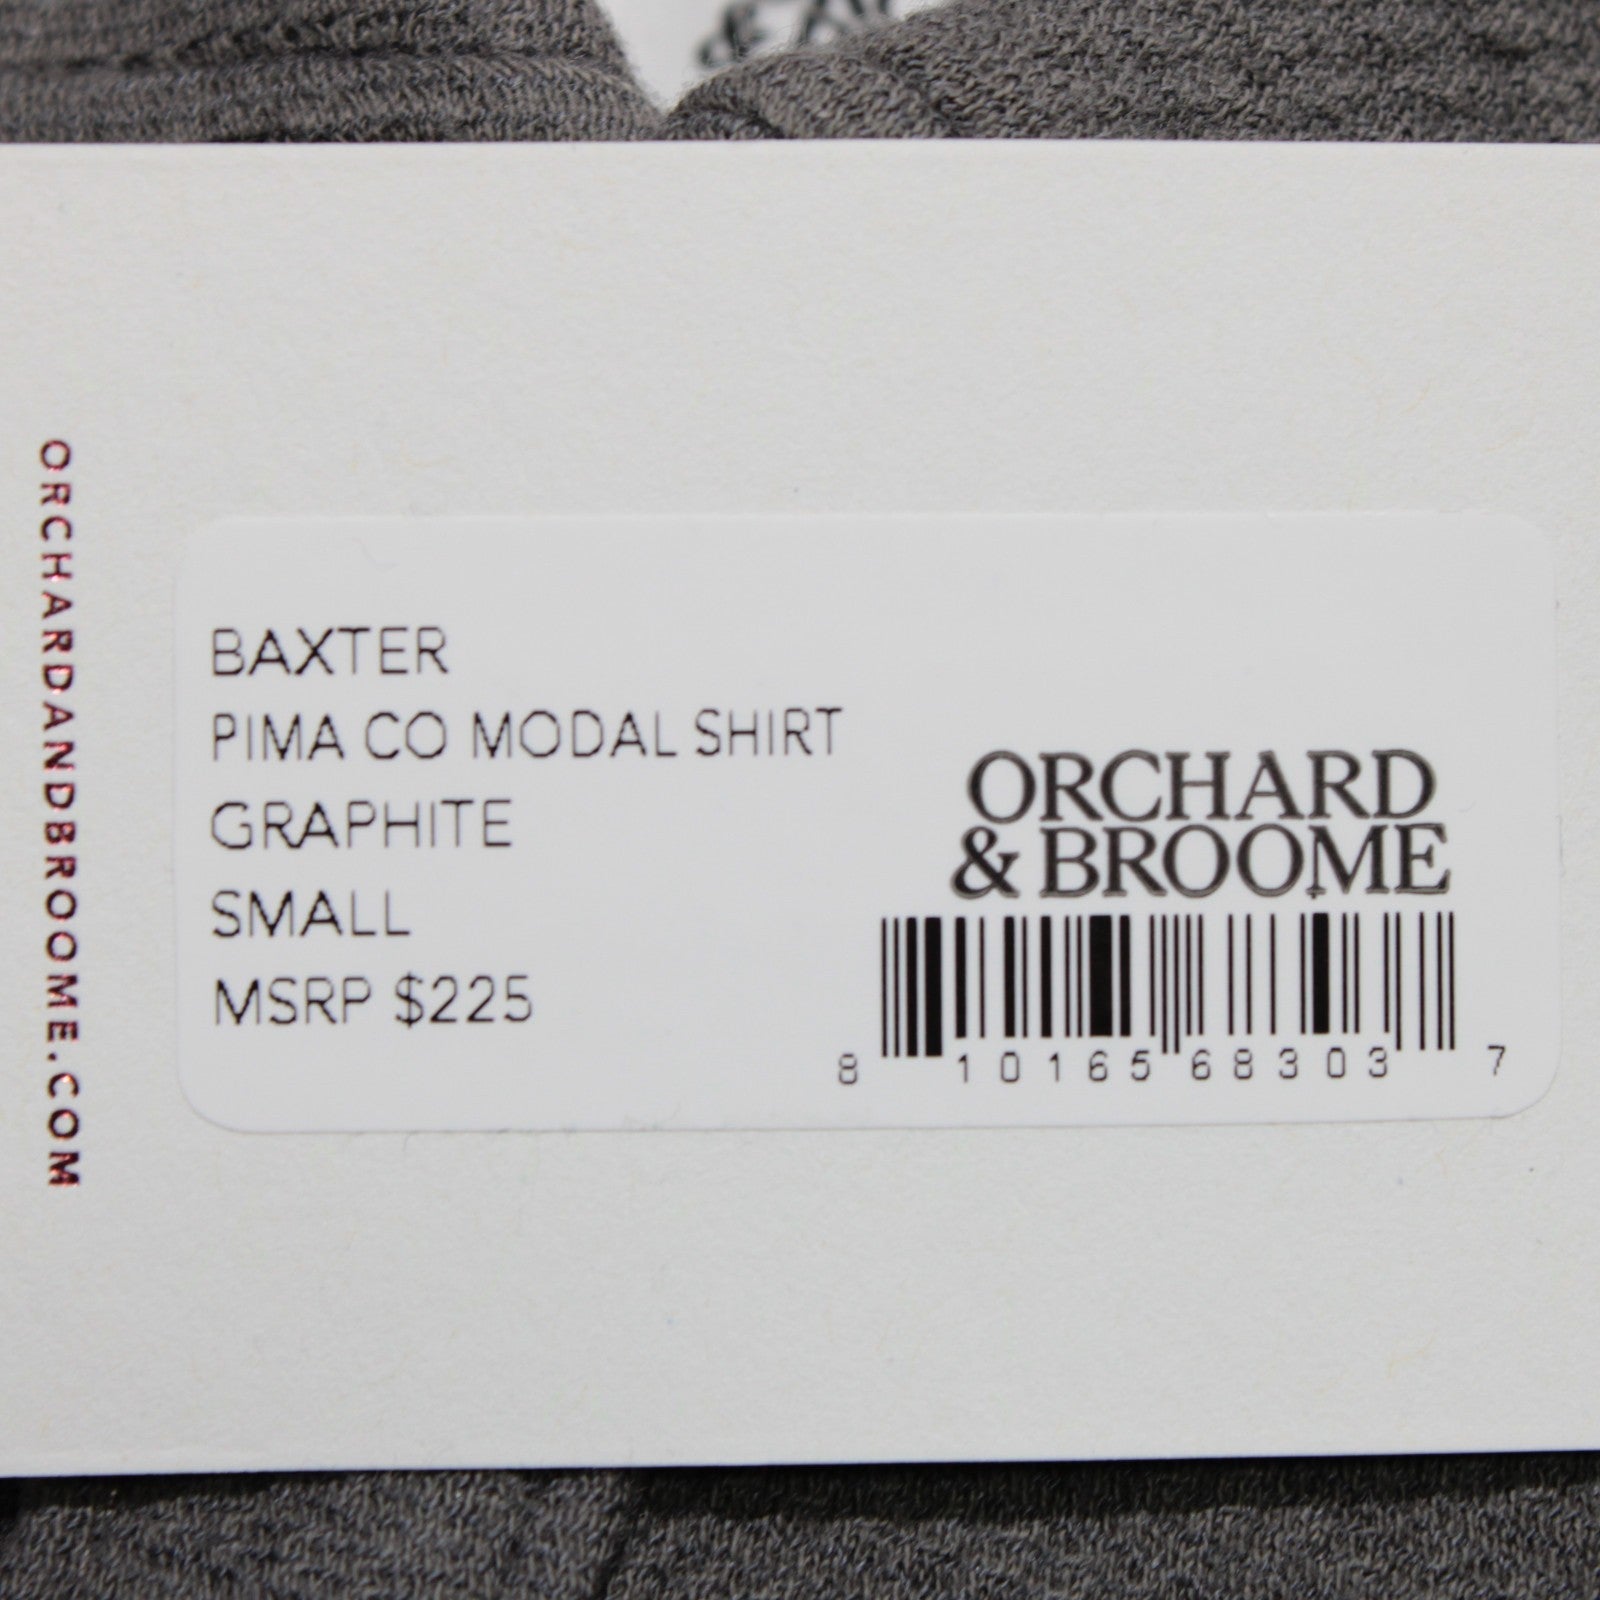 ORCHARDANDBROOME.COM
BAXTER
PIMA CO MODAL SHIRT
GRAPHITE
SMALL
MSRP $225
ORCHARD
& BROOME
8 10165 68303 7